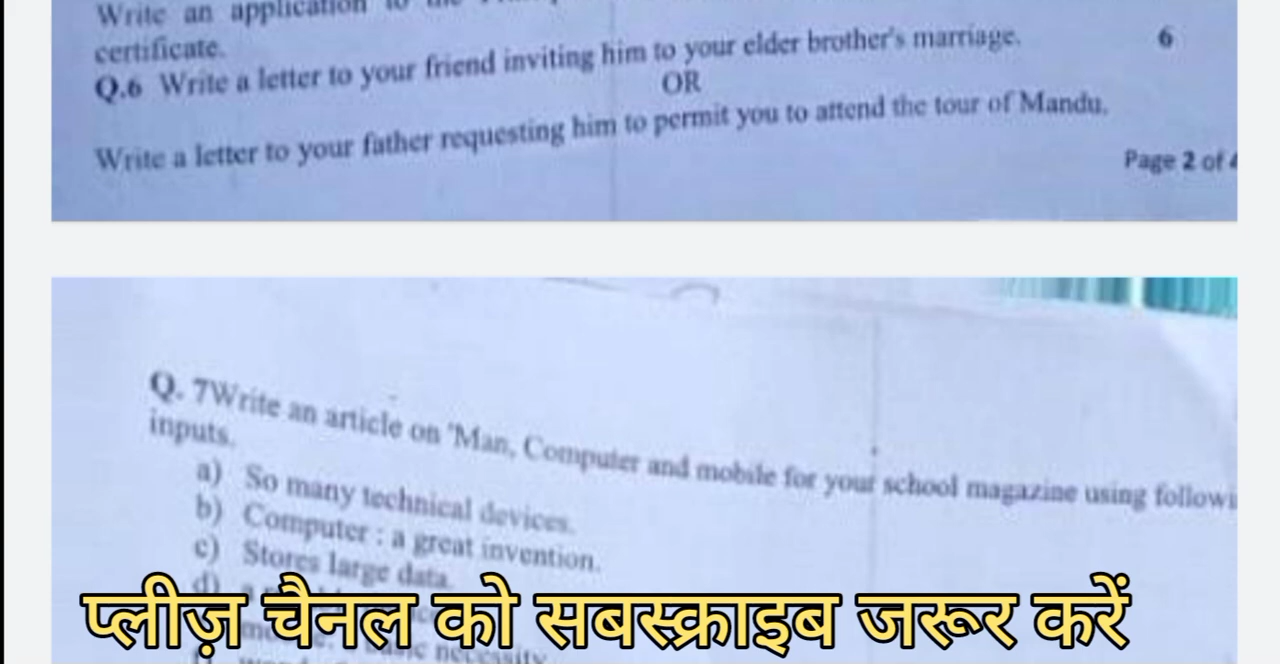 Write an application
certificate.
Q.6 Write a letter to your friend inviting him to your elder brother's marriage. 6
OR
Write a letter to your father requesting him to permit you to attend the tour of Mandu.
Page 2 of 4
Q. 7Write an article on 'Man, Computer and mobile for your school magazine using
inputs.
a) So many technical devices.
b) Computer : a great invention.
c) Stores large data.
d)
प्लीज़ चैनल को सबस्क्राइब जरूर करें
necessity